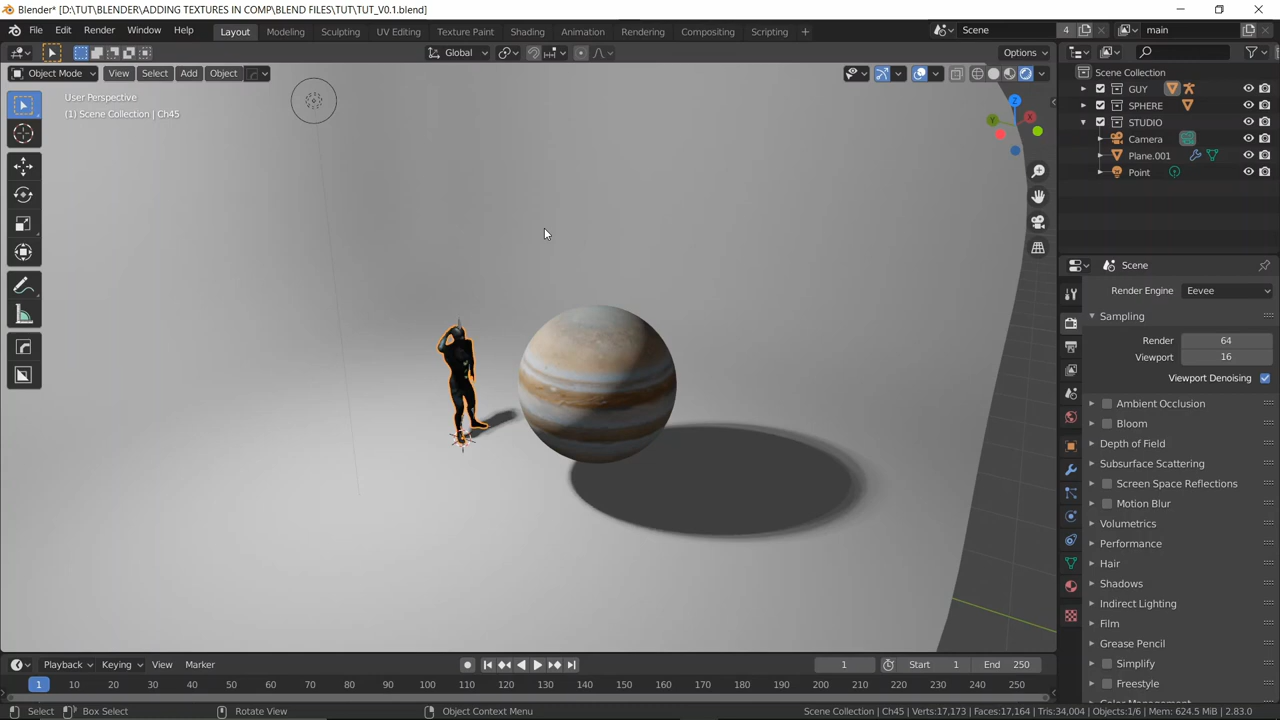 Blender* [D:\TUT\BLENDER\ADDING TEXTURES IN COMP\BLEND FILES\TUT\TUT_V0.1.blend]
File Edit Render Window Help Layout Modeling Sculpting UV Editing Texture Paint Shading Animation Rendering Compositing Scripting + Scene 4 main
Global Options
Object Mode View Select Add Object
User Perspective
(1) Scene Collection | Ch45
Z
Y
X
Scene Collection
GUY
SPHERE
STUDIO
Camera
Plane.001
Point
Scene
Render Engine Eevee
Sampling
Render 64
Viewport 16
Viewport Denoising
Ambient Occlusion
Bloom
Depth of Field
Subsurface Scattering
Screen Space Reflections
Motion Blur
Volumetrics
Performance
Hair
Shadows
Indirect Lighting
Film
Grease Pencil
Simplify
Freestyle
Playback Keying View Marker 1 Start 1 End 250
1 10 20 30 40 50 60 70 80 90 100 110 120 130 140 150 160 170 180 190 200 210 220 230 240 250
Select Box Select Rotate View Object Context Menu Scene Collection | Ch45 | Verts:17,173 | Faces:17,164 | Tris:34,004 | Objects:1/6 | Mem: 624.5 MiB | 2.83.0